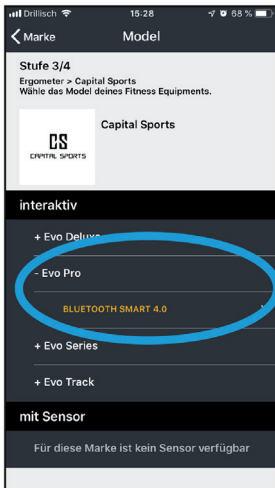 Drillisch 15:28 68 %
Marke Model
Stufe 3/4
Ergometer > Capital Sports
Wähle das Model deines Fitness Equipments.
CS
CAPITAL SPORTS
Capital Sports
interaktiv
+ Evo Deluxe
- Evo Pro
BLUETOOTH SMART 4.0
+ Evo Series
+ Evo Track
mit Sensor
Für diese Marke ist kein Sensor verfügbar